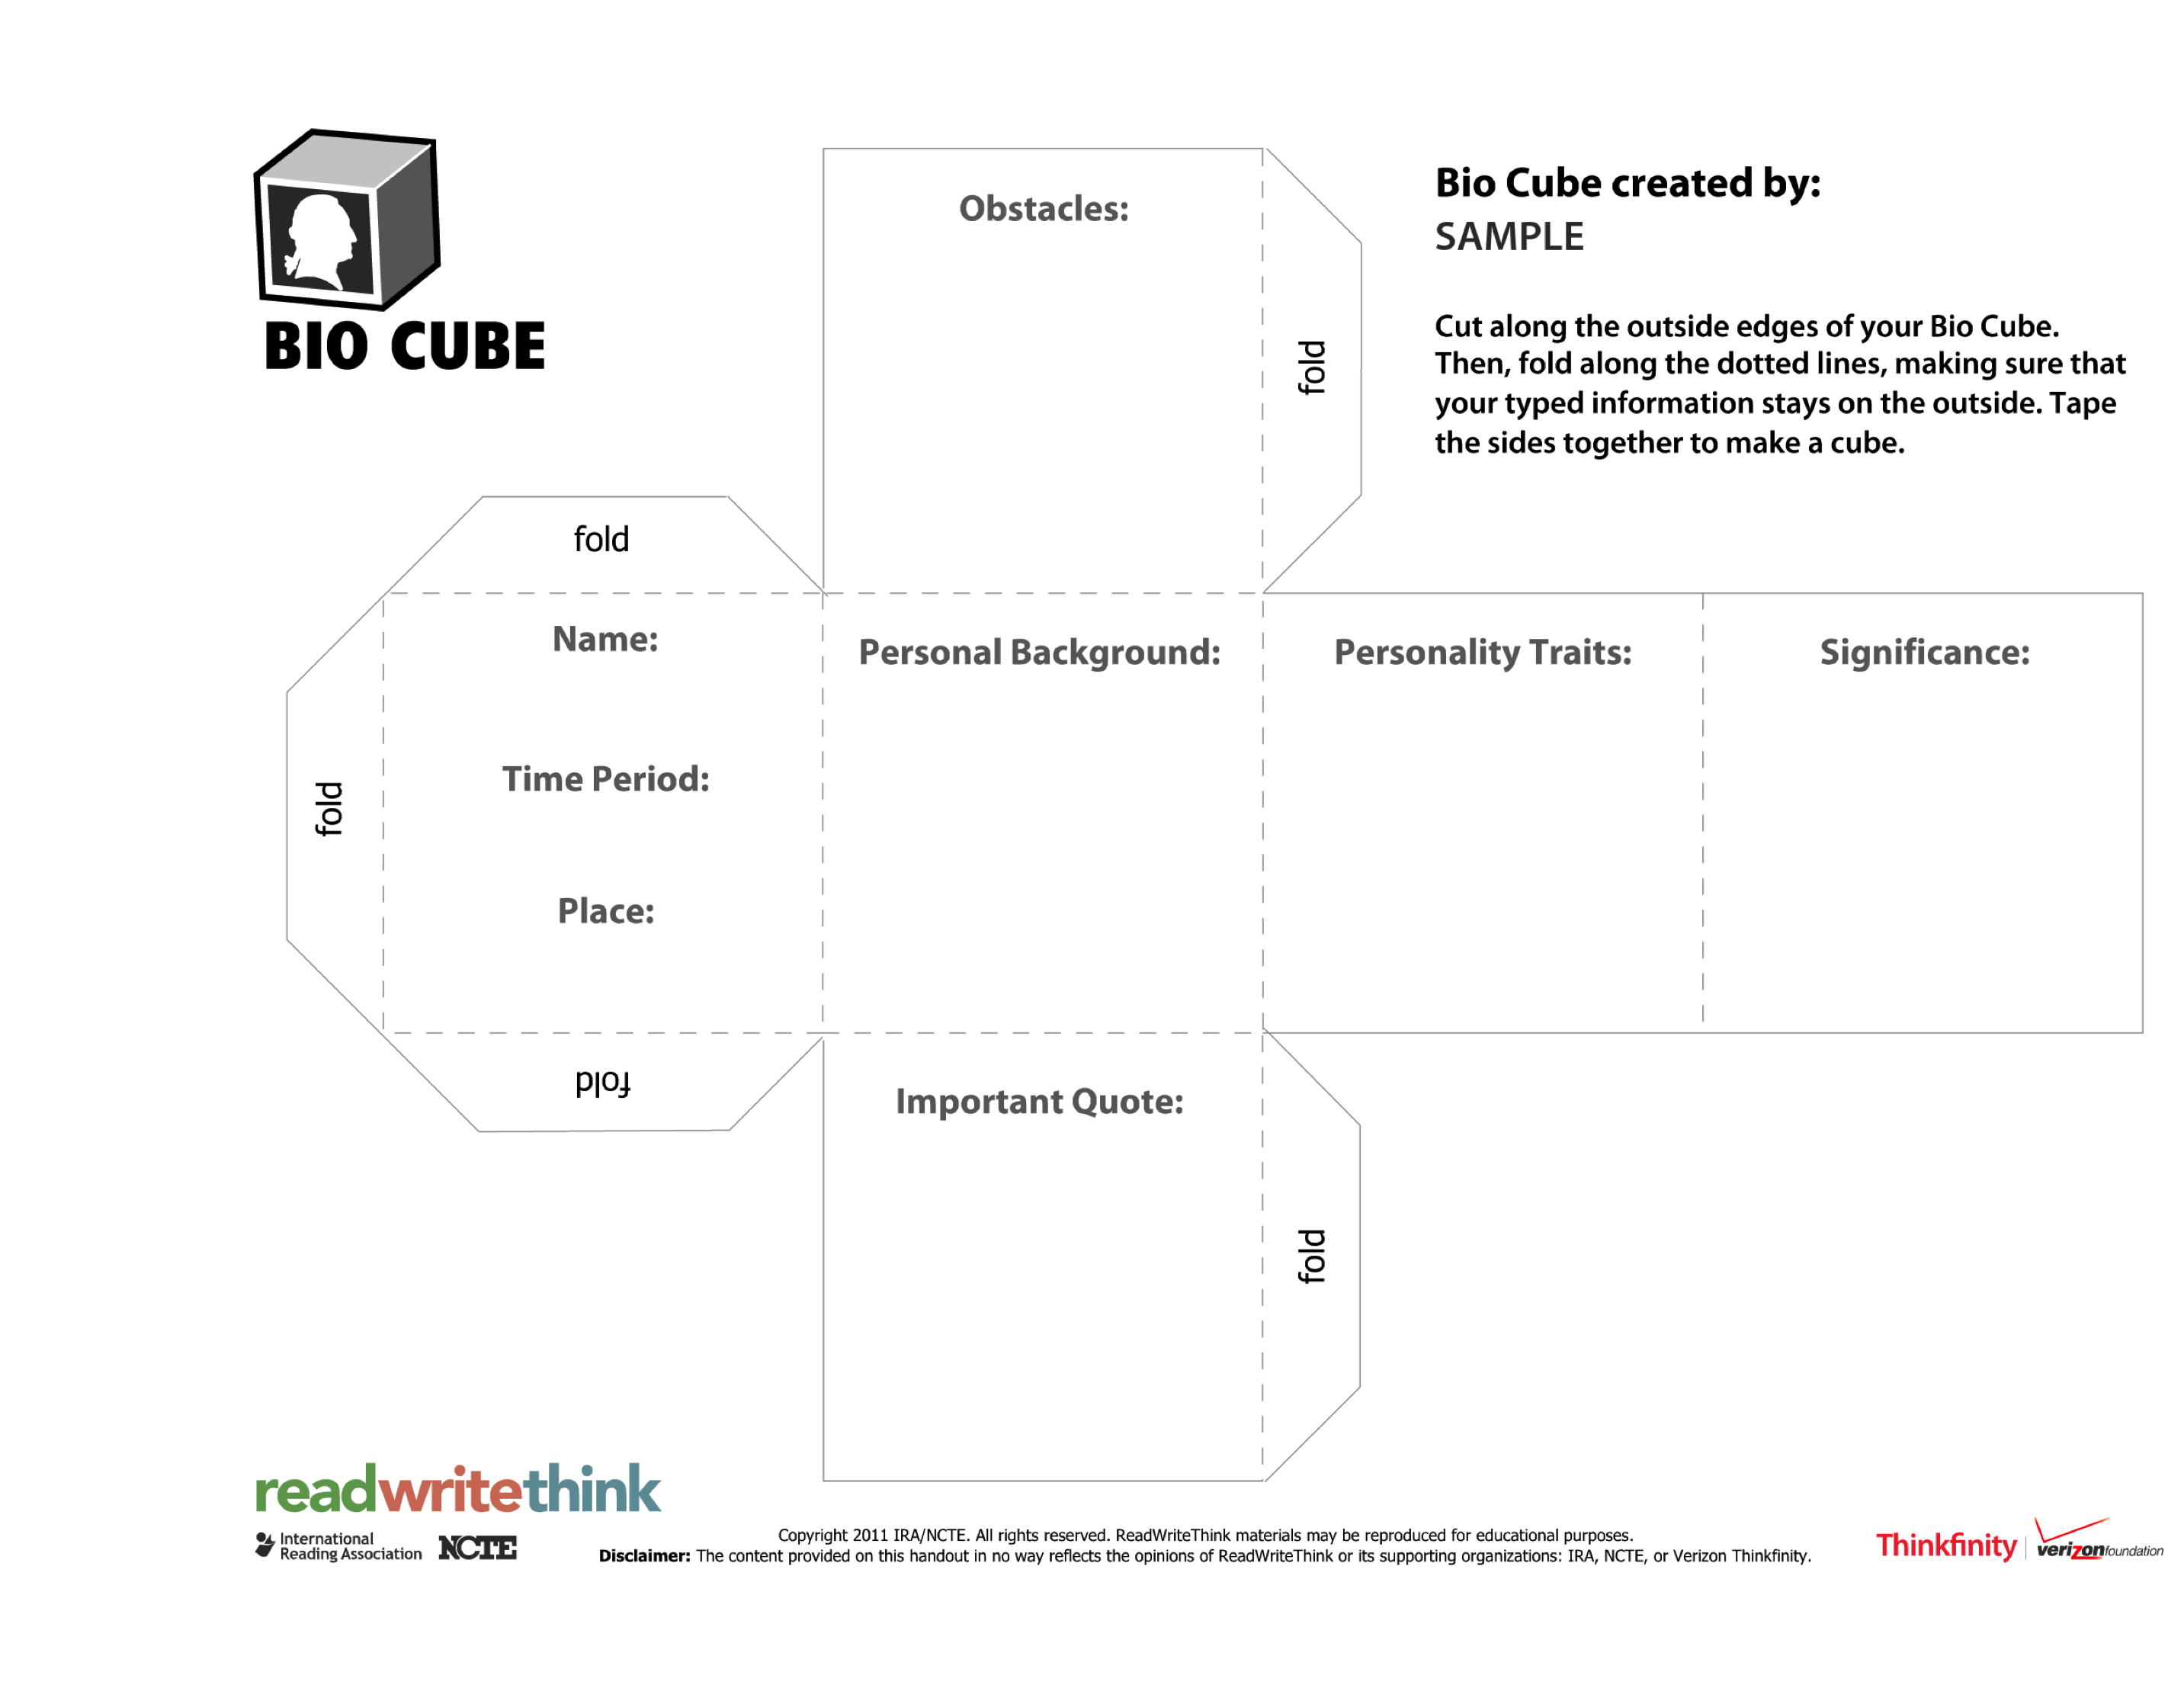 BIO CUBE
Bio Cube created by:
SAMPLE
Cut along the outside edges of your Bio Cube.
Then, fold along the dotted lines, making sure that
your typed information stays on the outside. Tape
the sides together to make a cube.
Obstacles:
fold
fold
fold
Name:
Time Period:
Place:
Personal Background:
Personality Traits:
Significance:
fold
Important Quote:
fold
readwritethink
International
Reading Association
NCTE
Copyright 2011 IRA/NCTE. All rights reserved. ReadWriteThink materials may be reproduced for educational purposes.
Disclaimer: The content provided on this handout in no way reflects the opinions of ReadWriteThink or its supporting organizations: IRA, NCTE, or Verizon Thinkfinity.
Thinkfinity
verizonfoundation